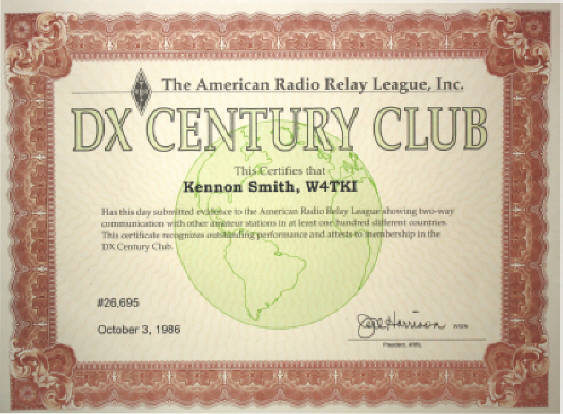 The American Radio Relay League, Inc.
DX CENTURY CLUB
This Certifies that
Kennon Smith, W4TKI
Has this day submitted evidence to the American Radio Relay League showing two-way
communication with other amateur stations in at least one hundred different countries.
This certificate recognizes outstanding performance and attests to membership in the
DX Century Club.
#26,695
October 3, 1986
President, ARRL